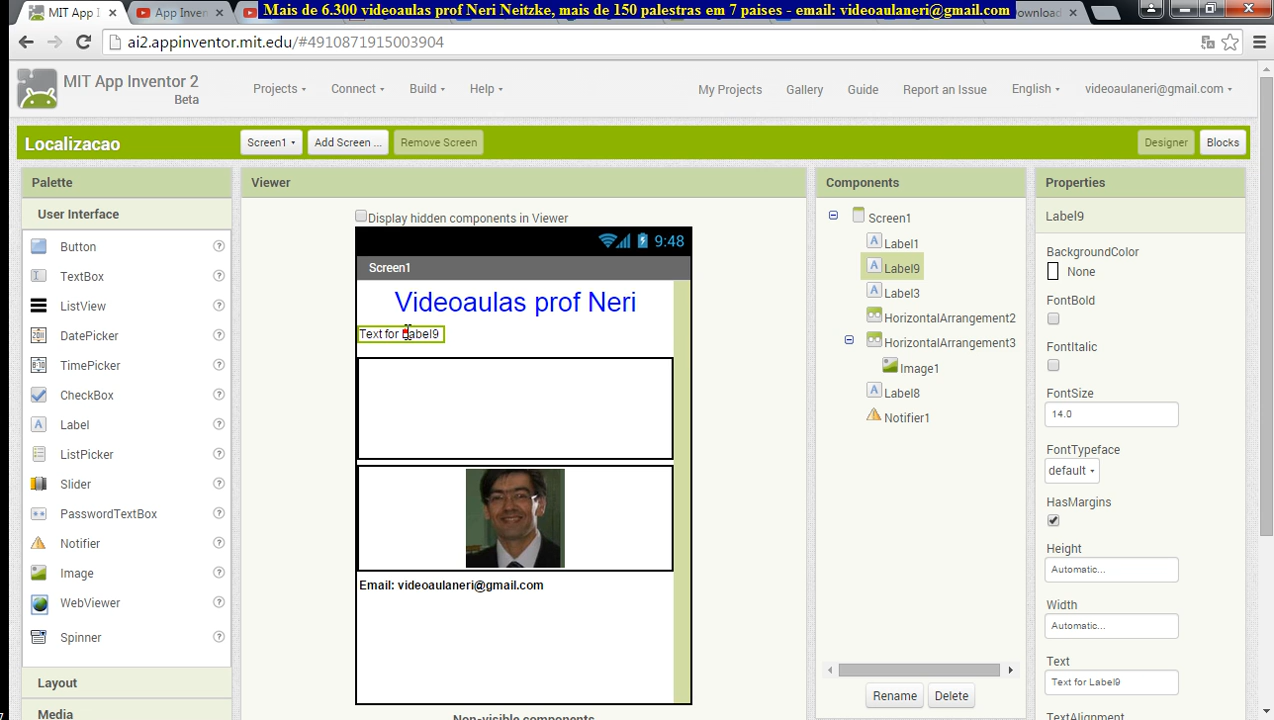 Mais de 6.300 videoaulas prof Neri Neitzke, mais de 150 palestras em 7 paises - email: videoaulaneri@gmail.com
MIT App I
App Inven
ownload
ai2.appinventor.mit.edu/#4910871915003904
MIT App Inventor 2
Beta
Projects
Connect
Build
Help
My Projects
Gallery
Guide
Report an Issue
English
videoaulaneri@gmail.com
Localizacao
Screen1
Add Screen ...
Remove Screen
Designer
Blocks
Palette
User Interface
Button
TextBox
ListView
DatePicker
TimePicker
CheckBox
Label
ListPicker
Slider
PasswordTextBox
Notifier
Image
WebViewer
Spinner
Layout
Media
Viewer
Display hidden components in Viewer
9:48
Screen1
Videoaulas prof Neri
Text for Label9
Email: videoaulaneri@gmail.com
Non-visible components
Components
Screen1
Label1
Label9
Label3
HorizontalArrangement2
HorizontalArrangement3
Image1
Label8
Notifier1
Rename
Delete
Properties
Label9
BackgroundColor
None
FontBold
FontItalic
FontSize
14.0
FontTypeface
default
HasMargins
Height
Automatic...
Width
Automatic...
Text
Text for Label9
TextAlignment